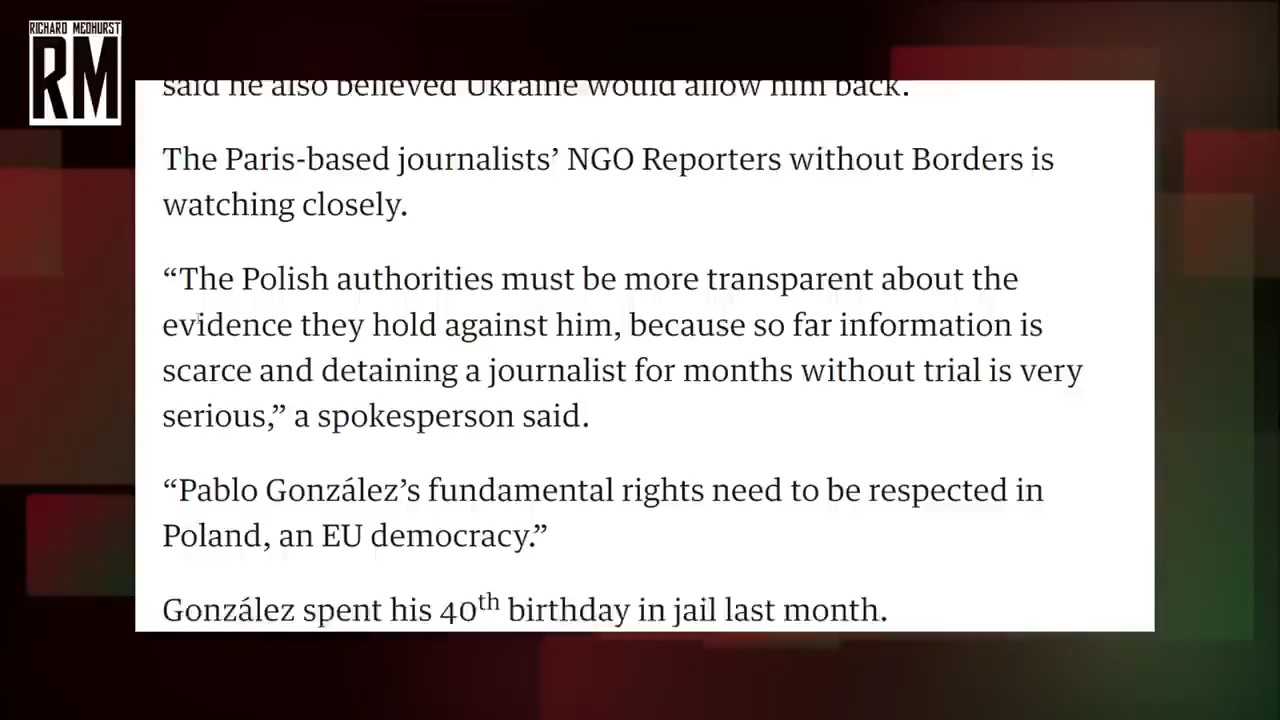 RICHARD MEDHURST
RM
said he also believed Ukraine would allow him back.
The Paris-based journalists’ NGO Reporters without Borders is
watching closely.
“The Polish authorities must be more transparent about the
evidence they hold against him, because so far information is
scarce and detaining a journalist for months without trial is very
serious,” a spokesperson said.
“Pablo González’s fundamental rights need to be respected in
Poland, an EU democracy.”
González spent his 40th birthday in jail last month.